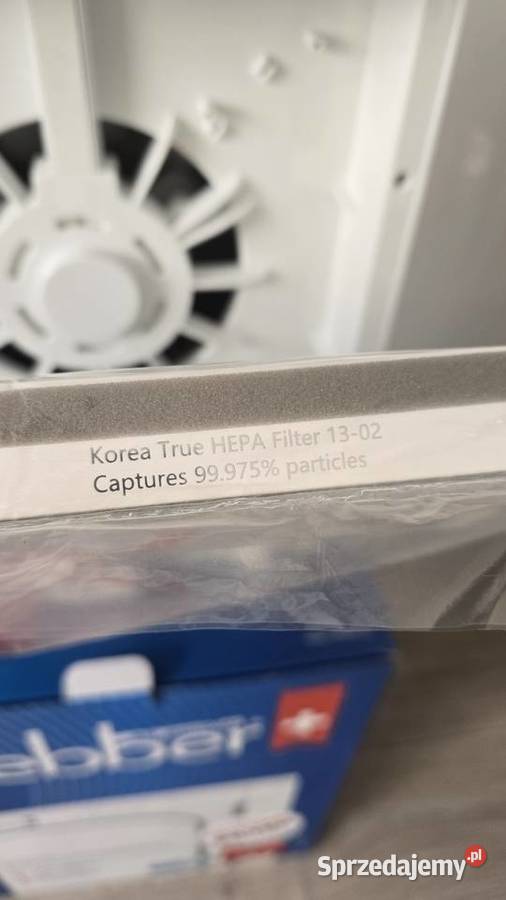 Korea True HEPA Filter 13-02
Captures 99.975% particles
ebber
Sprzedajemy.pl